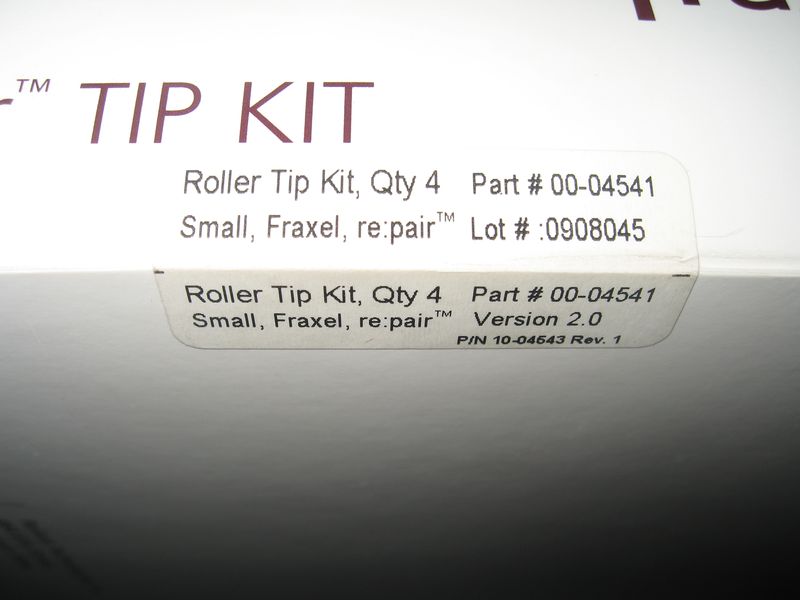 r™ TIP KIT
Roller Tip Kit, Qty 4 Part # 00-04541
Small, Fraxel, re:pair™ Lot # :0908045
Roller Tip Kit, Qty 4 Part # 00-04541
Small, Fraxel, re:pair™ Version 2.0
P/N 10-04543 Rev. 1